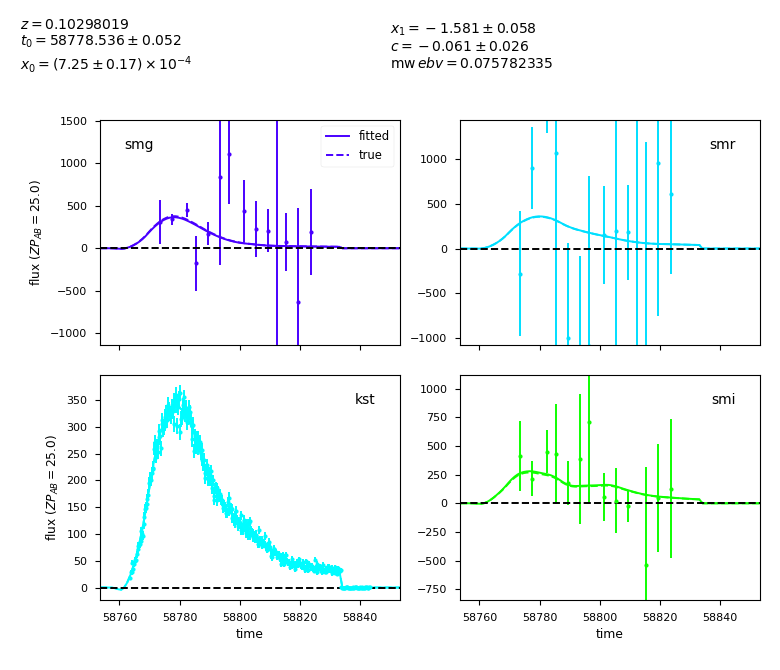 z = 0.10298019
t₀ = 58778.536 ± 0.052
x₀ = (7.25 ± 0.17) × 10⁻⁴
x₁ = −1.581 ± 0.058
c = −0.061 ± 0.026
mw ebv = 0.075782335
smg
fitted
true
1500
1000
500
0
−500
−1000
flux (ZP_AB = 25.0)
smr
1000
500
0
−500
−1000
kst
350
300
250
200
150
100
50
0
flux (ZP_AB = 25.0)
58760 58780 58800 58820 58840
time
smi
1000
750
500
250
0
−250
−500
−750
58760 58780 58800 58820 58840
time